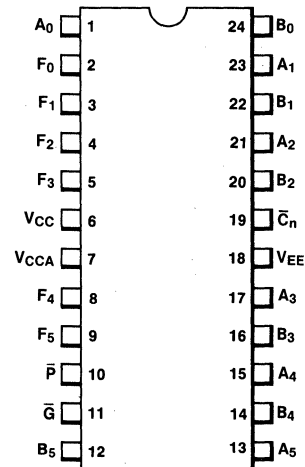 A0 1 24 B0
F0 2 23 A1
F1 3 22 B1
F2 4 21 A2
F3 5 20 B2
VCC 6 19 C̄n
VCCA 7 18 VEE
F4 8 17 A3
F5 9 16 B3
P̄ 10 15 A4
Ḡ 11 14 B4
B5 12 13 A5